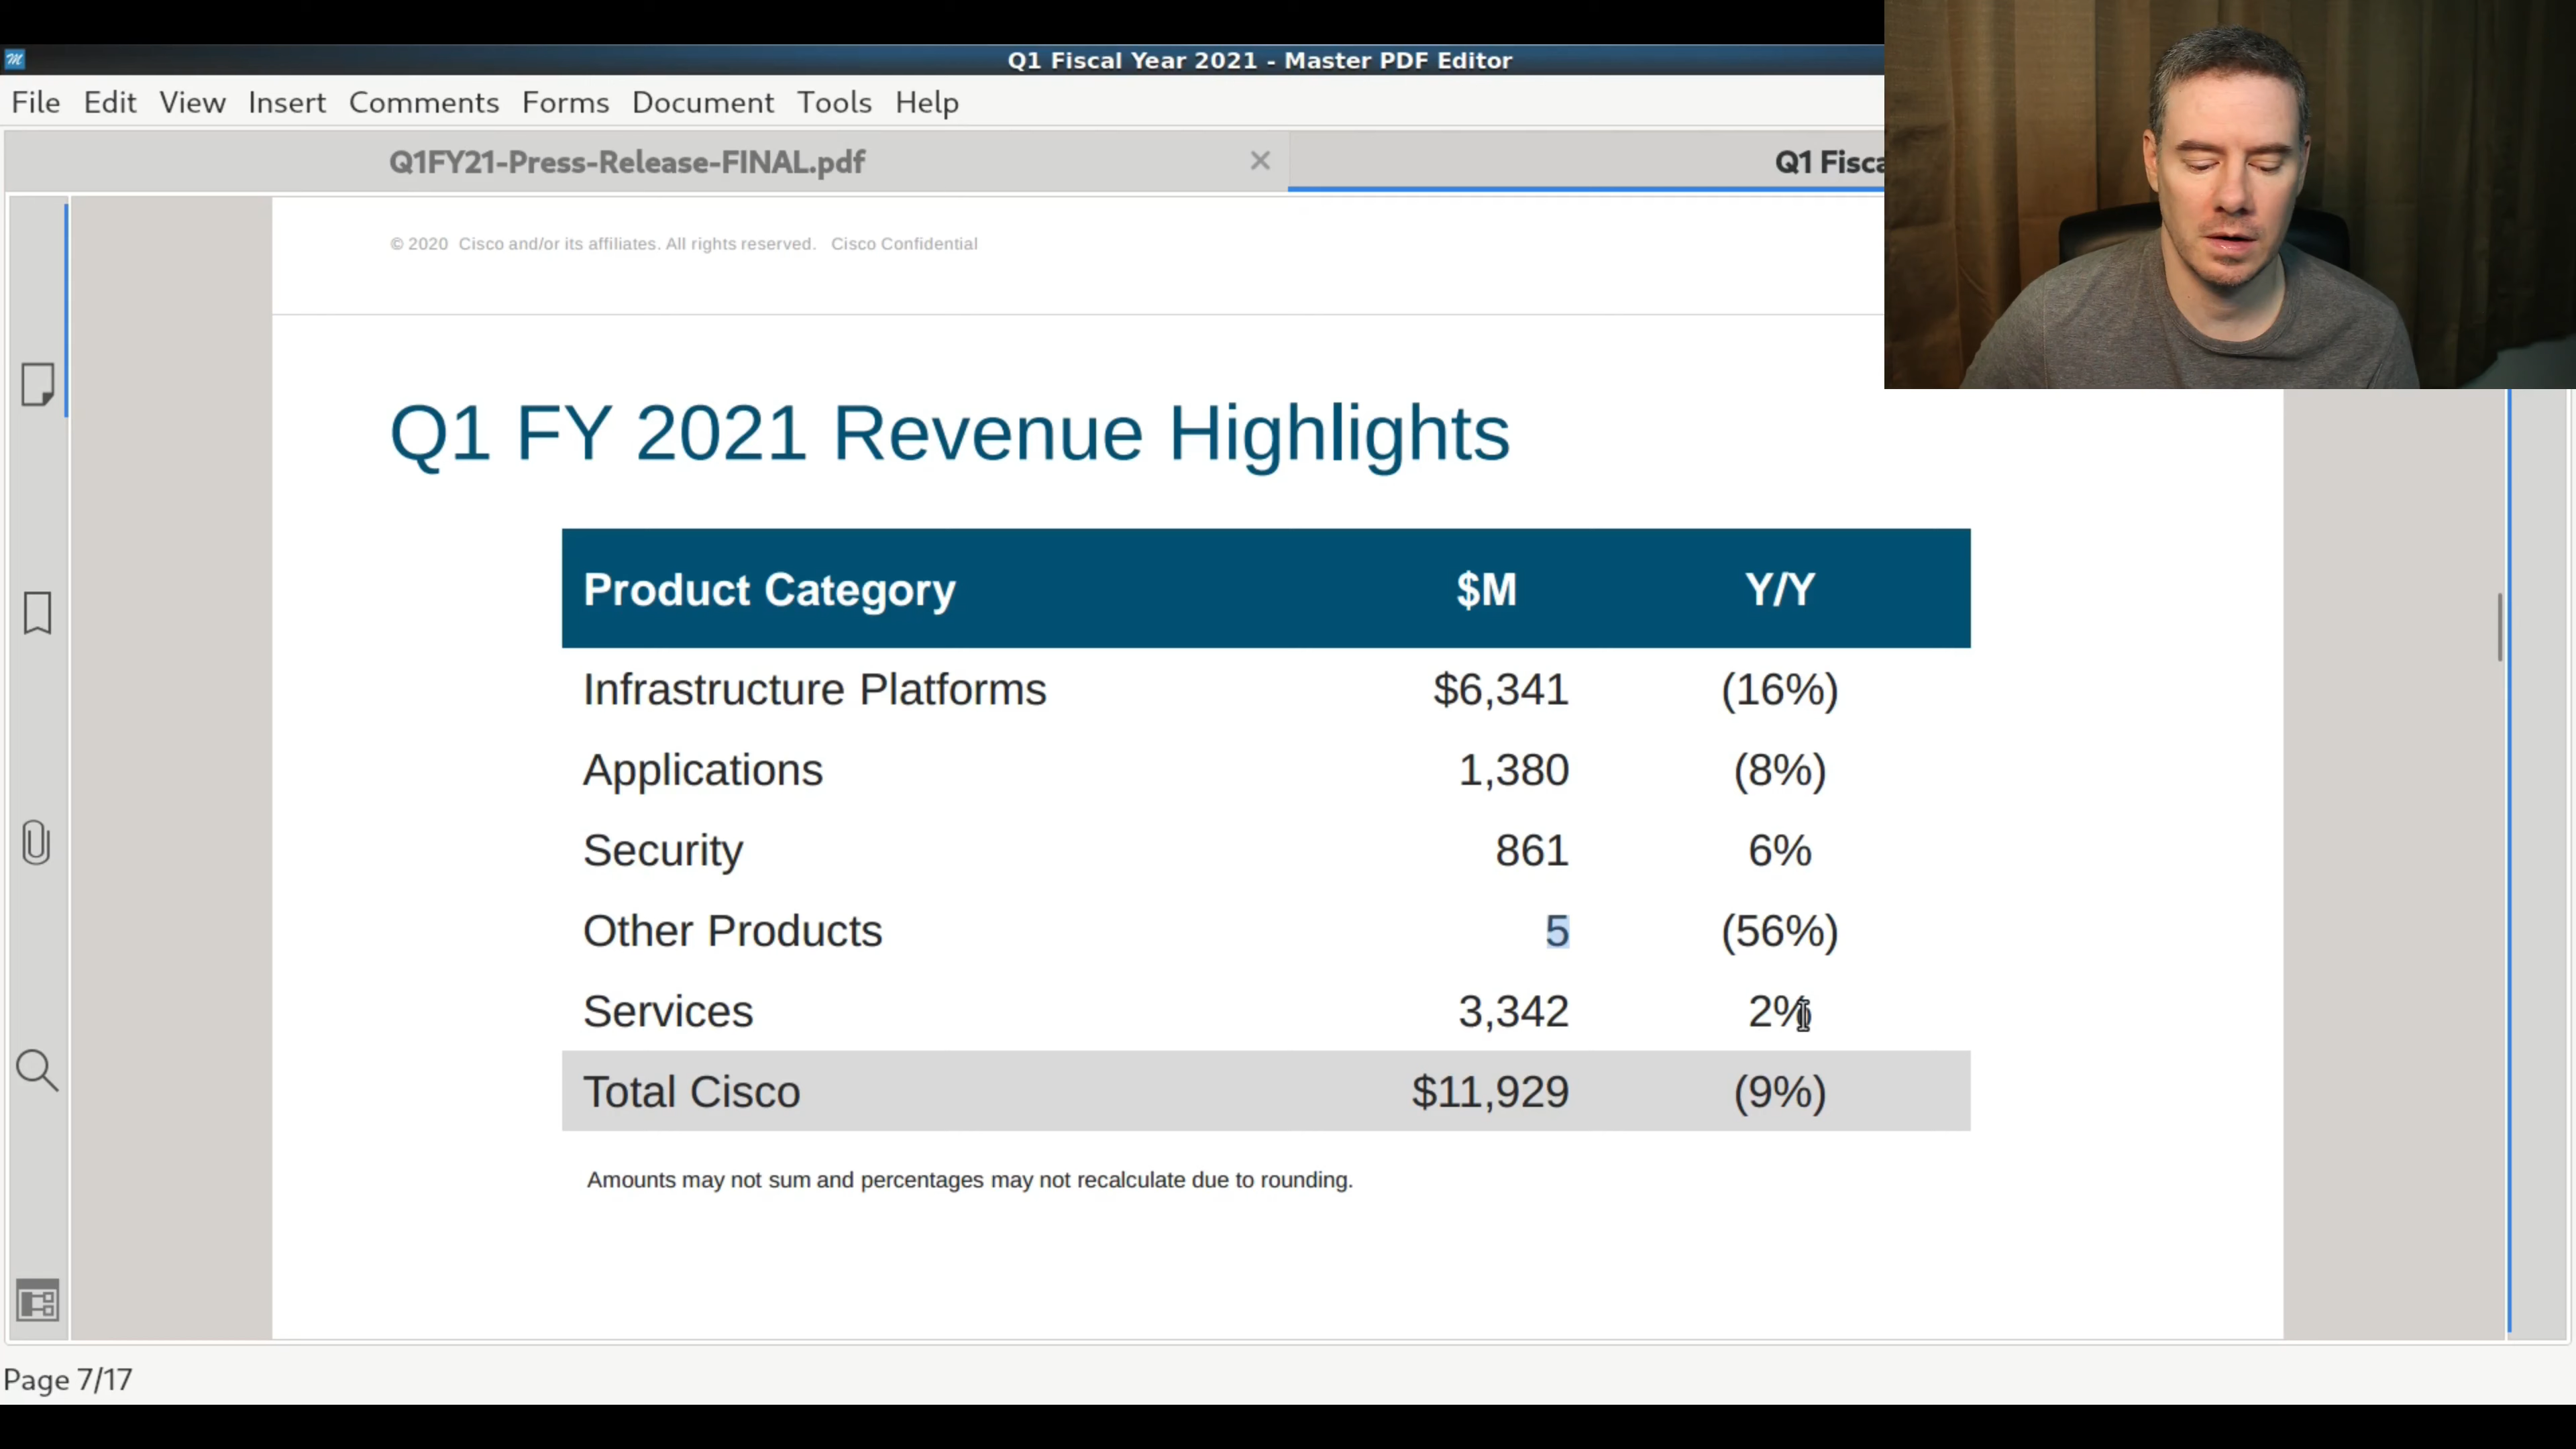 Q1 Fiscal Year 2021 - Master PDF Editor
File Edit View Insert Comments Forms Document Tools Help
Q1FY21-Press-Release-FINAL.pdf
Q1 Fisca
© 2020 Cisco and/or its affiliates. All rights reserved. Cisco Confidential
Q1 FY 2021 Revenue Highlights
Product Category $M Y/Y
Infrastructure Platforms $6,341 (16%)
Applications 1,380 (8%)
Security 861 6%
Other Products 5 (56%)
Services 3,342 2%
Total Cisco $11,929 (9%)
Amounts may not sum and percentages may not recalculate due to rounding.
Page 7/17